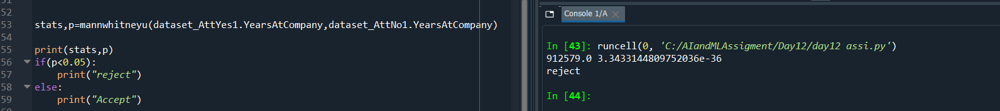 51
52
53 stats,p=mannwhitneyu(dataset_AttYes1.YearsAtCompany,dataset_AttNo1.YearsAtCompany)
54
55 print(stats,p)
56 if(p<0.05):
57 print("reject")
58 else:
59 print("Accept")
Console 1/A
In [43]: runcell(0, 'C:/AIandMLAssigment/Day12/day12 assi.py')
912579.0 3.3433144809752036e-36
reject
In [44]: